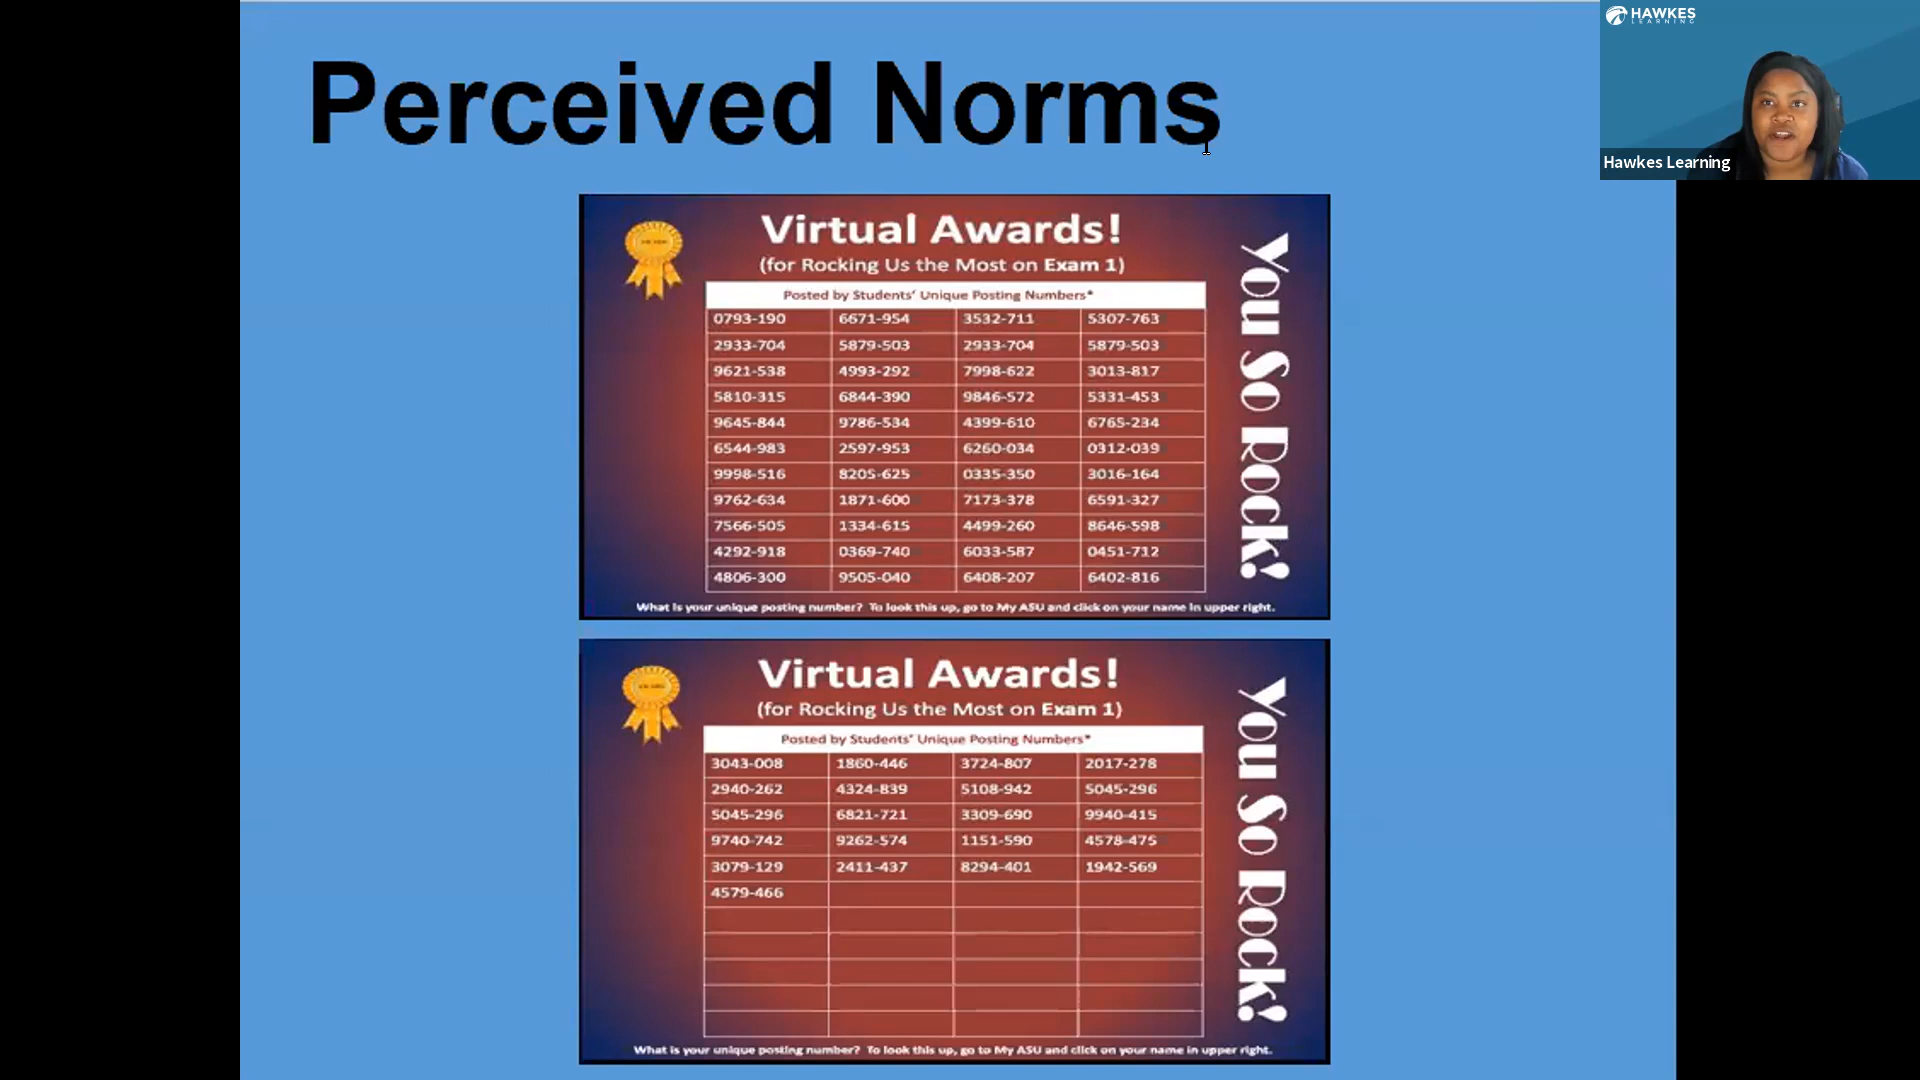 Perceived Norms
HAWKES
LEARNING
Hawkes Learning
Virtual Awards!
(for Rocking Us the Most on Exam 1)
Posted by Students' Unique Posting Numbers*
0793-190 6671-954 3532-711 5307-763
2933-704 5879-503 2933-704 5879-503
9621-538 4993-292 7998-622 3013-817
5810-315 6844-390 9846-572 5331-453
9645-844 9786-534 4399-610 6765-234
6544-983 2597-953 6260-034 0312-039
9998-516 8205-625 0335-350 3016-164
9762-634 1871-600 7173-378 6591-327
7566-505 1334-615 4499-260 8646-598
4292-918 0369-740 6033-587 0451-712
4806-300 9505-040 6408-207 6402-816
What is your unique posting number? To look this up, go to My ASU and click on your name in upper right.
You So Rock!
Virtual Awards!
(for Rocking Us the Most on Exam 1)
Posted by Students' Unique Posting Numbers*
3043-008 1860-446 3724-807 2017-278
2940-262 4324-839 5108-942 5045-296
5045-296 6821-721 3309-690 9940-415
9740-742 9262-574 1151-590 4578-475
3079-129 2411-437 8294-401 1942-569
4579-466
What is your unique posting number? To look this up, go to My ASU and click on your name in upper right.
You So Rock!